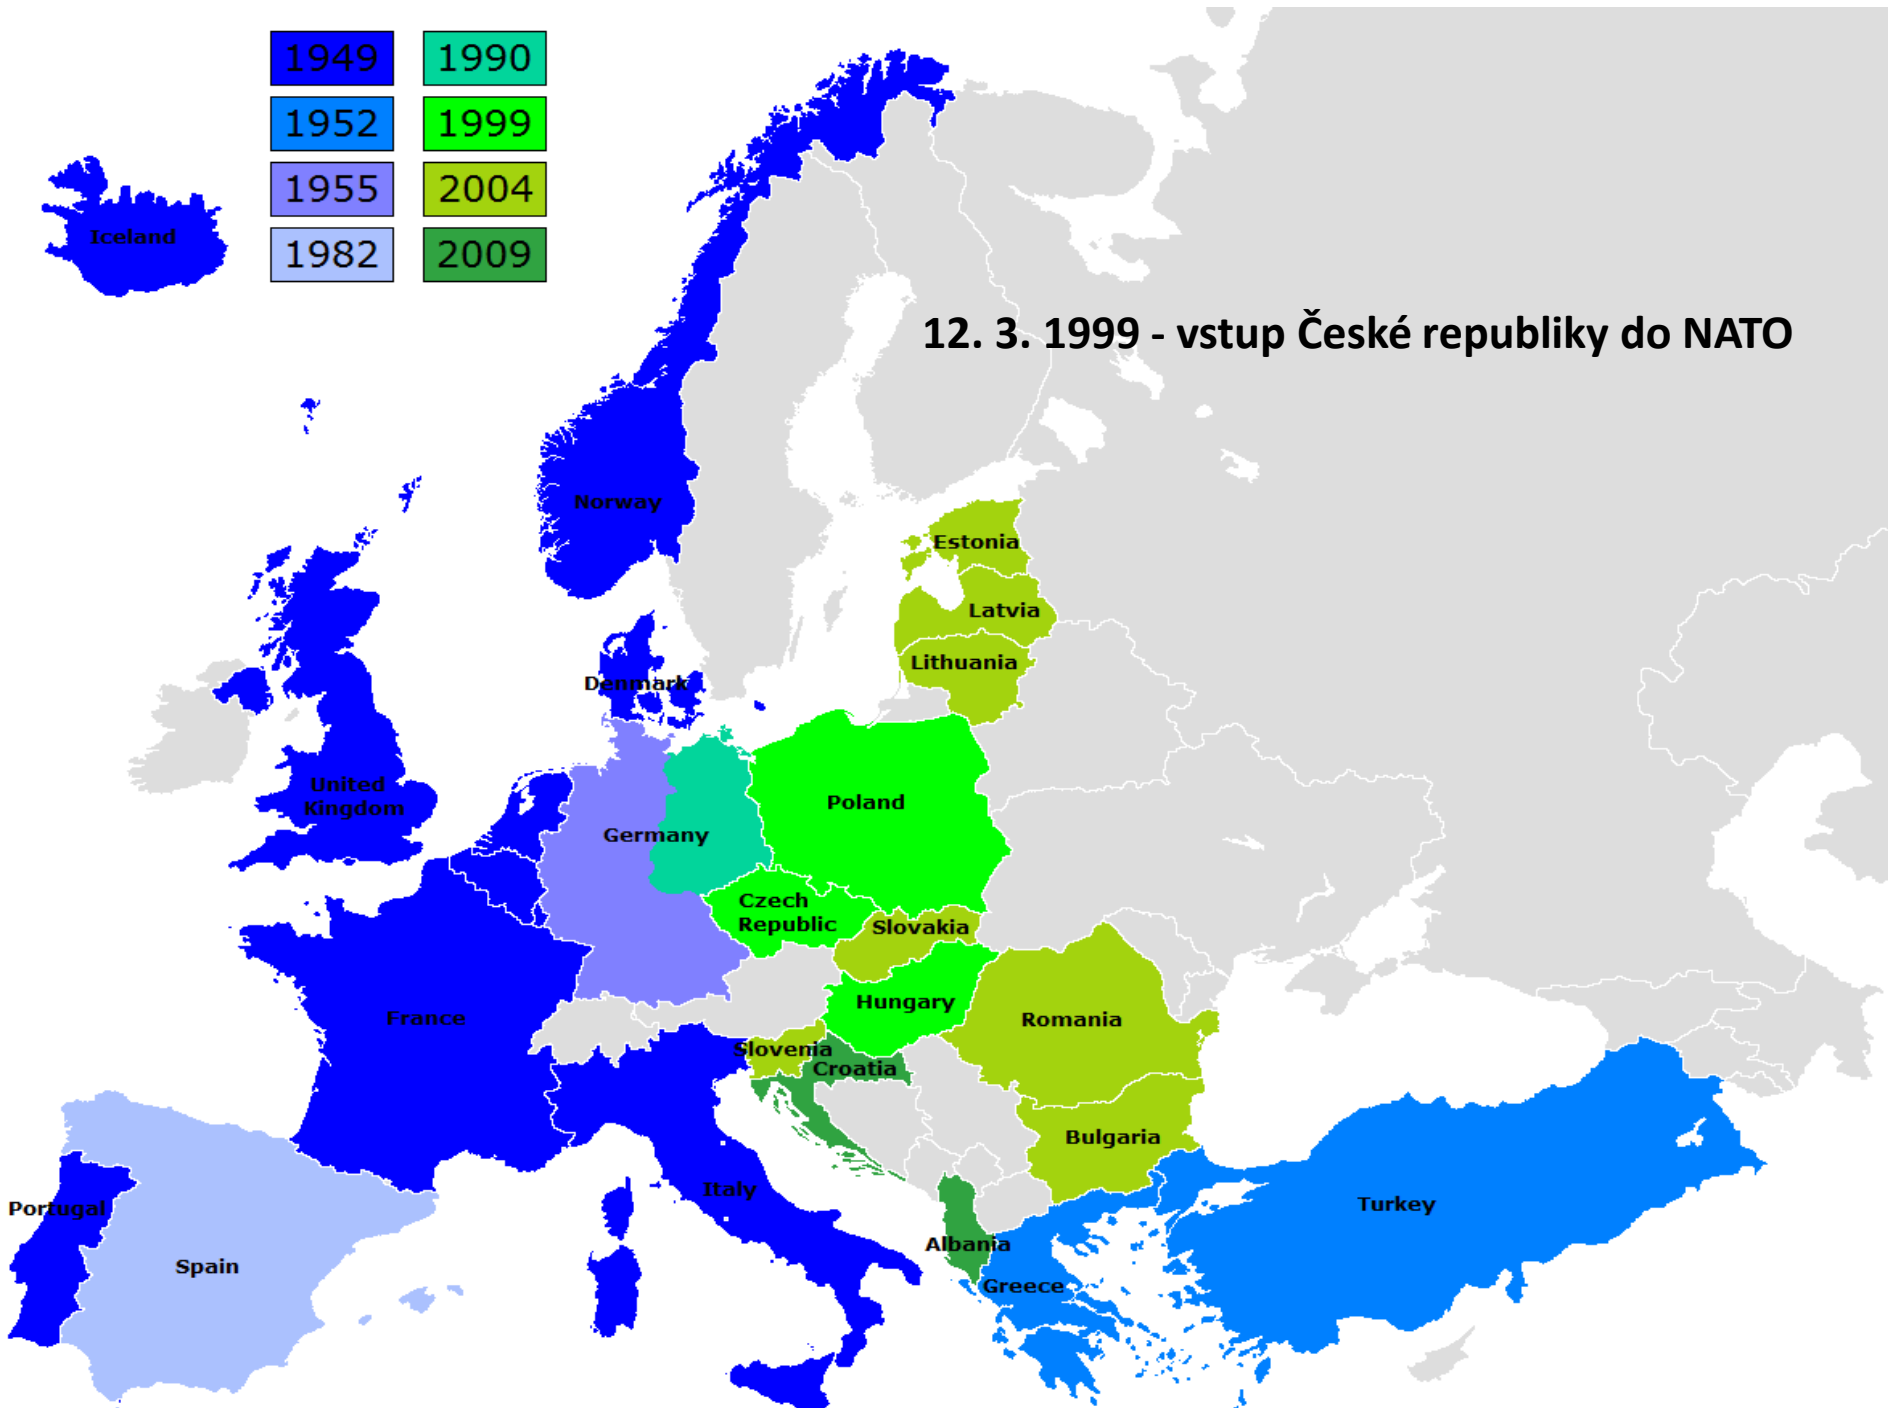 1949 1990
1952 1999
1955 2004
1982 2009
Iceland
12. 3. 1999 - vstup České republiky do NATO
Norway
Estonia
Latvia
Lithuania
Denmark
United
Kingdom
Poland
Germany
Czech
Republic
Slovakia
Hungary
France
Romania
Slovenia
Croatia
Bulgaria
Italy
Turkey
Portugal
Albania
Spain
Greece